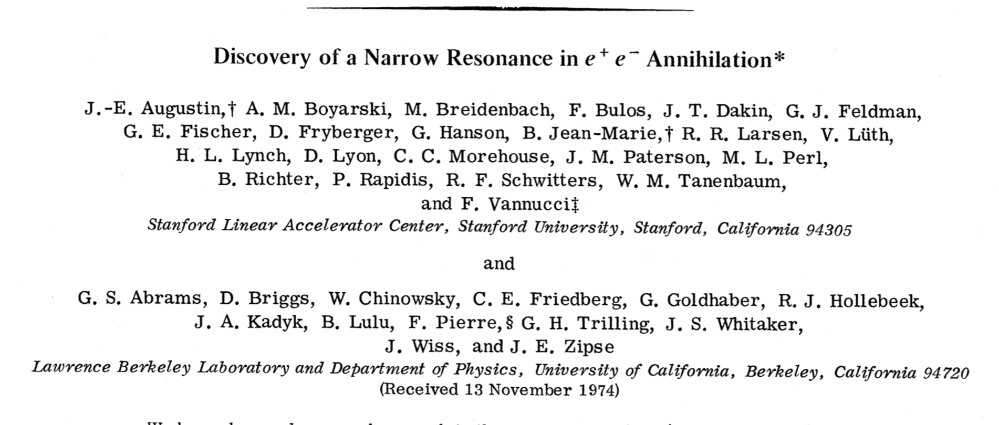 Discovery of a Narrow Resonance in e⁺ e⁻ Annihilation*
J.-E. Augustin,† A. M. Boyarski, M. Breidenbach, F. Bulos, J. T. Dakin, G. J. Feldman,
G. E. Fischer, D. Fryberger, G. Hanson, B. Jean-Marie,† R. R. Larsen, V. Lüth,
H. L. Lynch, D. Lyon, C. C. Morehouse, J. M. Paterson, M. L. Perl,
B. Richter, P. Rapidis, R. F. Schwitters, W. M. Tanenbaum,
and F. Vannucci‡
Stanford Linear Accelerator Center, Stanford University, Stanford, California 94305
and
G. S. Abrams, D. Briggs, W. Chinowsky, C. E. Friedberg, G. Goldhaber, R. J. Hollebeek,
J. A. Kadyk, B. Lulu, F. Pierre,§ G. H. Trilling, J. S. Whitaker,
J. Wiss, and J. E. Zipse
Lawrence Berkeley Laboratory and Department of Physics, University of California, Berkeley, California 94720
(Received 13 November 1974)